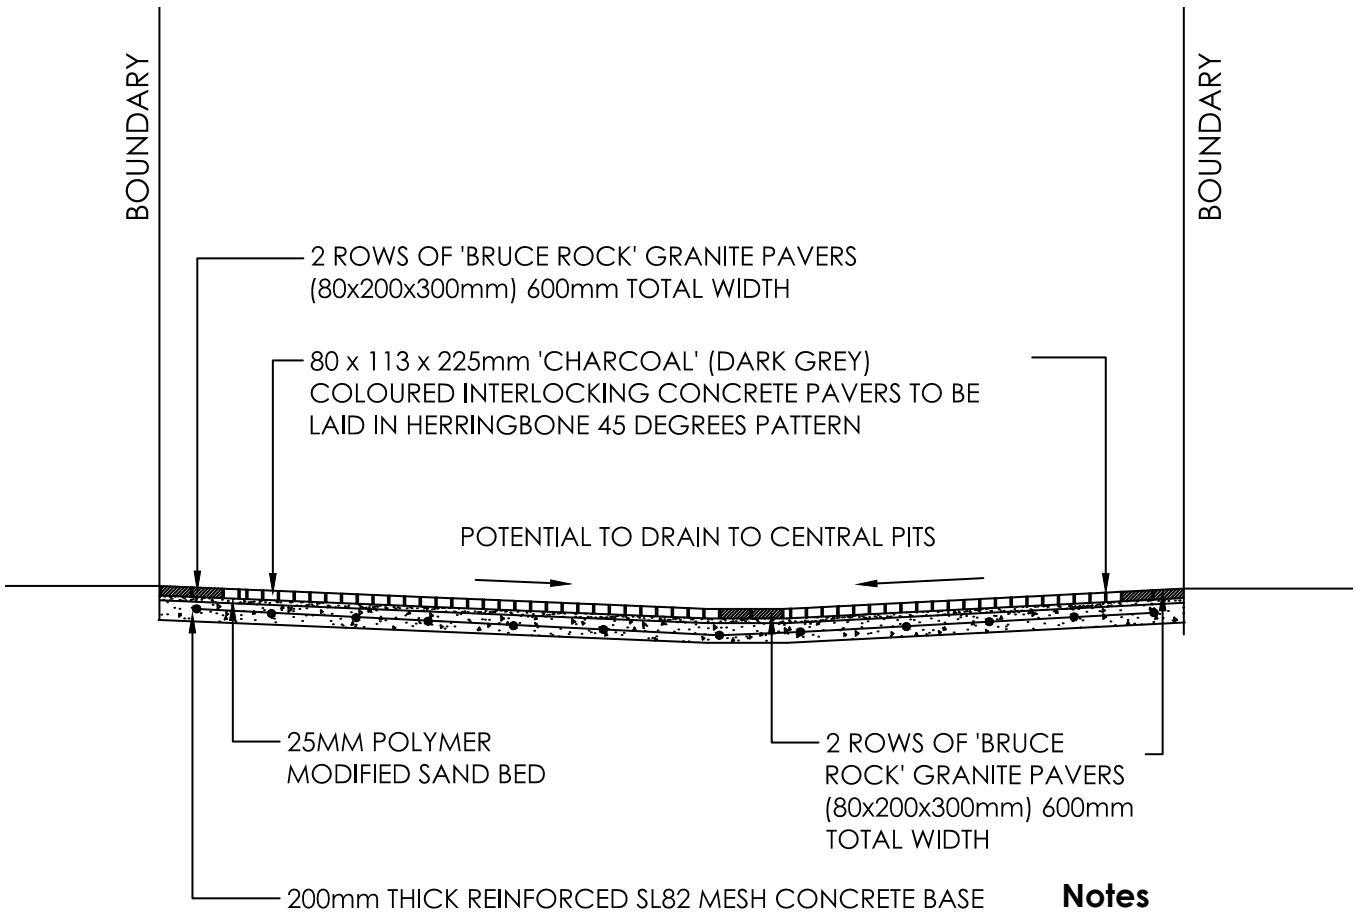 BOUNDARY
BOUNDARY
2 ROWS OF 'BRUCE ROCK' GRANITE PAVERS
(80x200x300mm) 600mm TOTAL WIDTH
80 x 113 x 225mm 'CHARCOAL' (DARK GREY)
COLOURED INTERLOCKING CONCRETE PAVERS TO BE
LAID IN HERRINGBONE 45 DEGREES PATTERN
POTENTIAL TO DRAIN TO CENTRAL PITS
25MM POLYMER
MODIFIED SAND BED
2 ROWS OF 'BRUCE
ROCK' GRANITE PAVERS
(80x200x300mm) 600mm
TOTAL WIDTH
200mm THICK REINFORCED SL82 MESH CONCRETE BASE
Notes